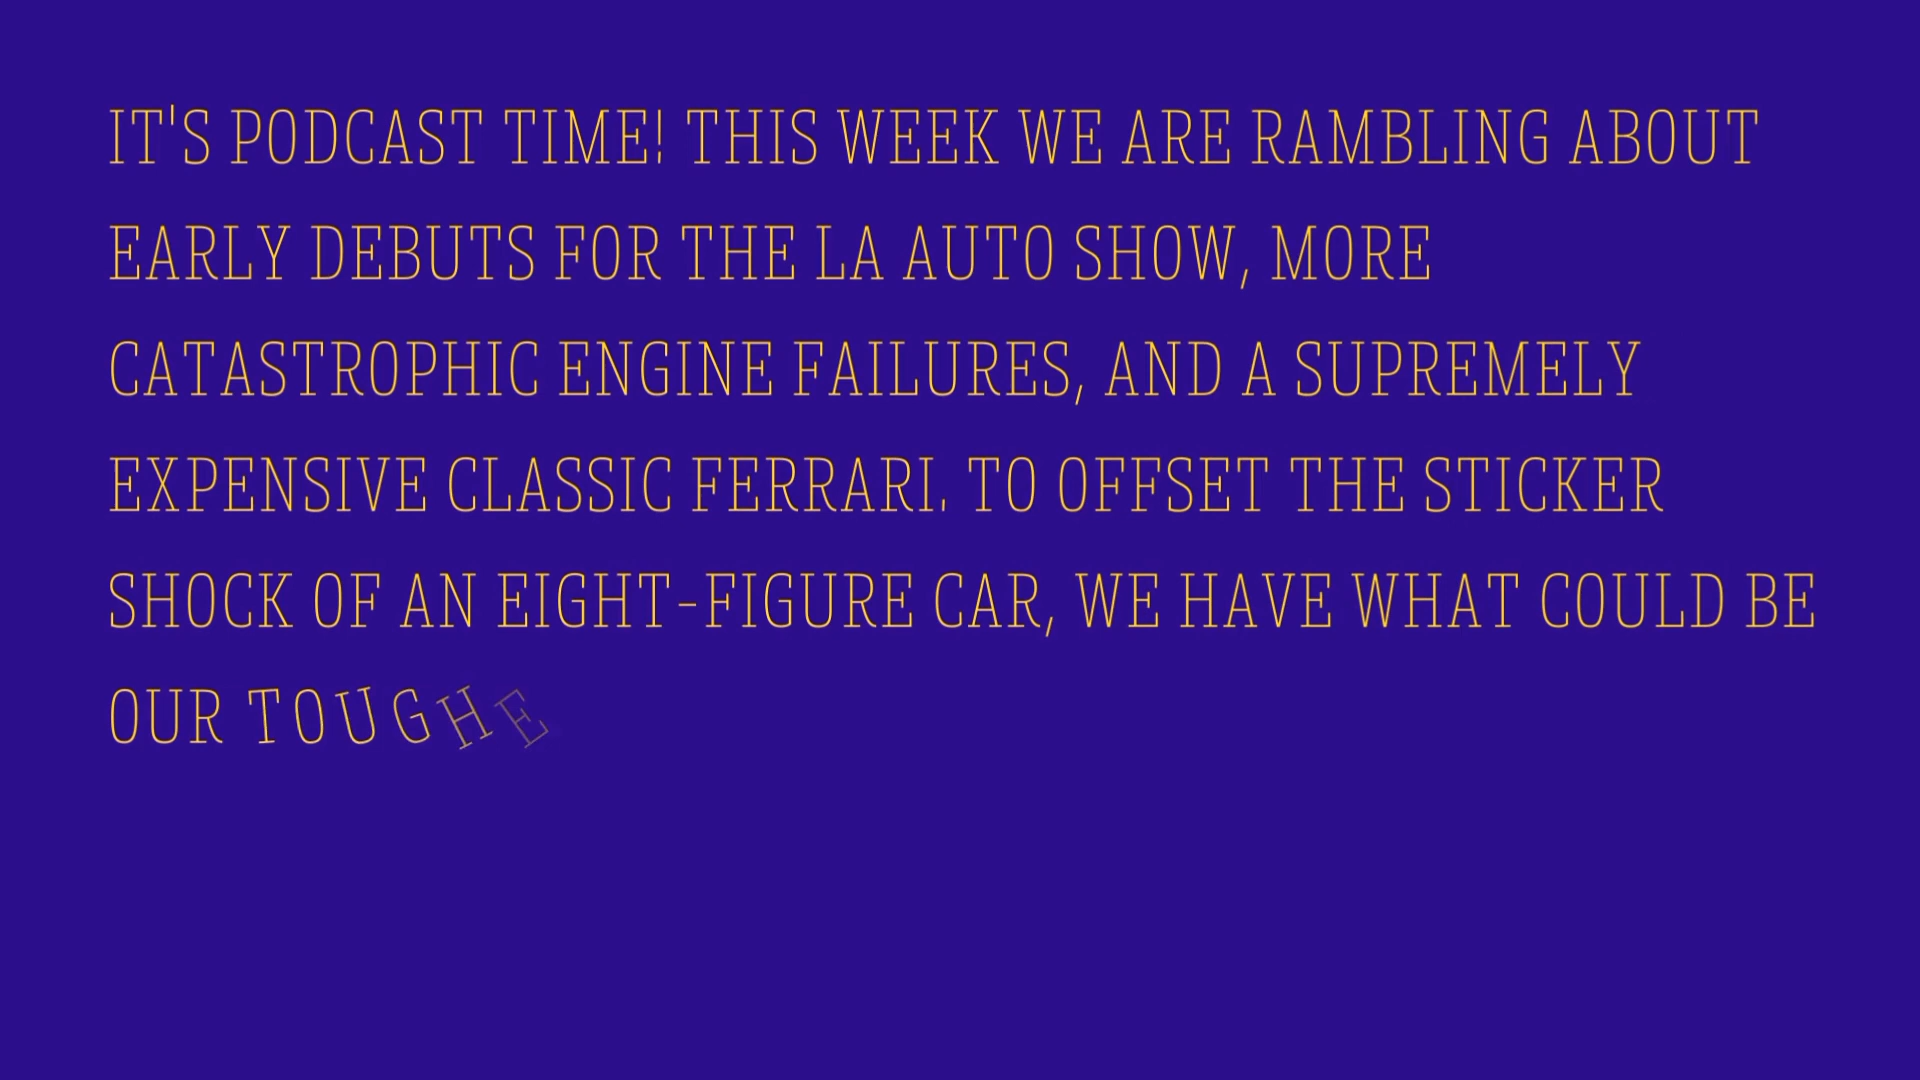 IT'S PODCAST TIME! THIS WEEK WE ARE RAMBLING ABOUT
EARLY DEBUTS FOR THE LA AUTO SHOW, MORE
CATASTROPHIC ENGINE FAILURES, AND A SUPREMELY
EXPENSIVE CLASSIC FERRARI. TO OFFSET THE STICKER
SHOCK OF AN EIGHT-FIGURE CAR, WE HAVE WHAT COULD BE
OUR TOUGHE